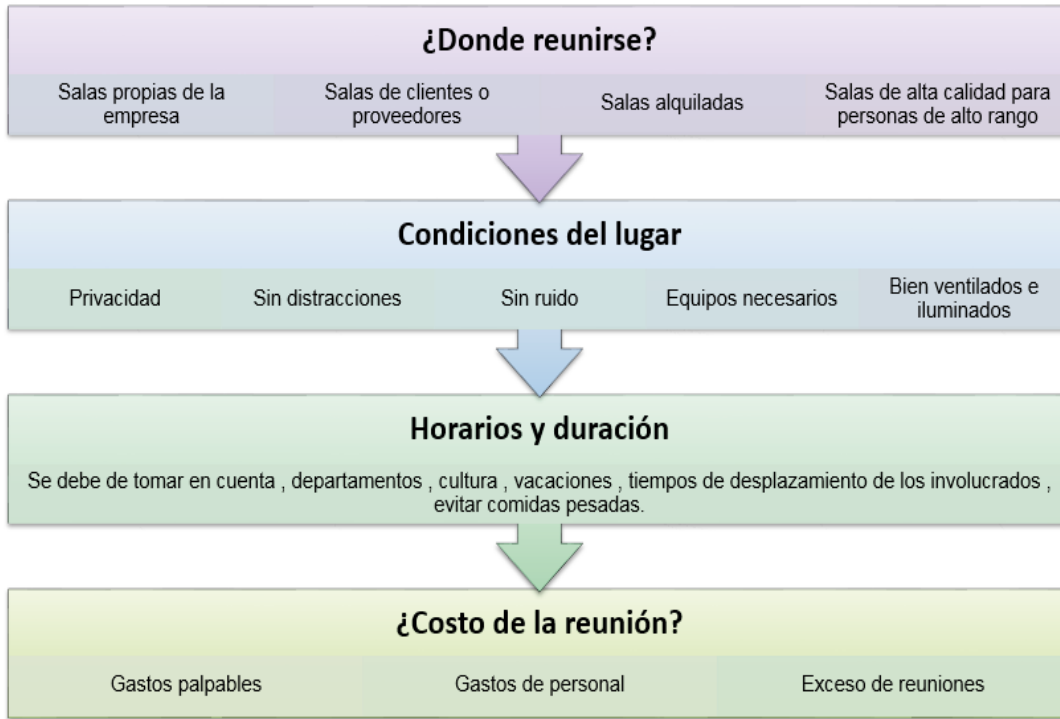 ¿Donde reunirse?
Salas propias de la
empresa
Salas de clientes o
proveedores
Salas alquiladas
Salas de alta calidad para
personas de alto rango
Condiciones del lugar
Privacidad
Sin distracciones
Sin ruido
Equipos necesarios
Bien ventilados e
iluminados
Horarios y duración
Se debe de tomar en cuenta , departamentos , cultura , vacaciones , tiempos de desplazamiento de los involucrados ,
evitar comidas pesadas.
¿Costo de la reunión?
Gastos palpables
Gastos de personal
Exceso de reuniones